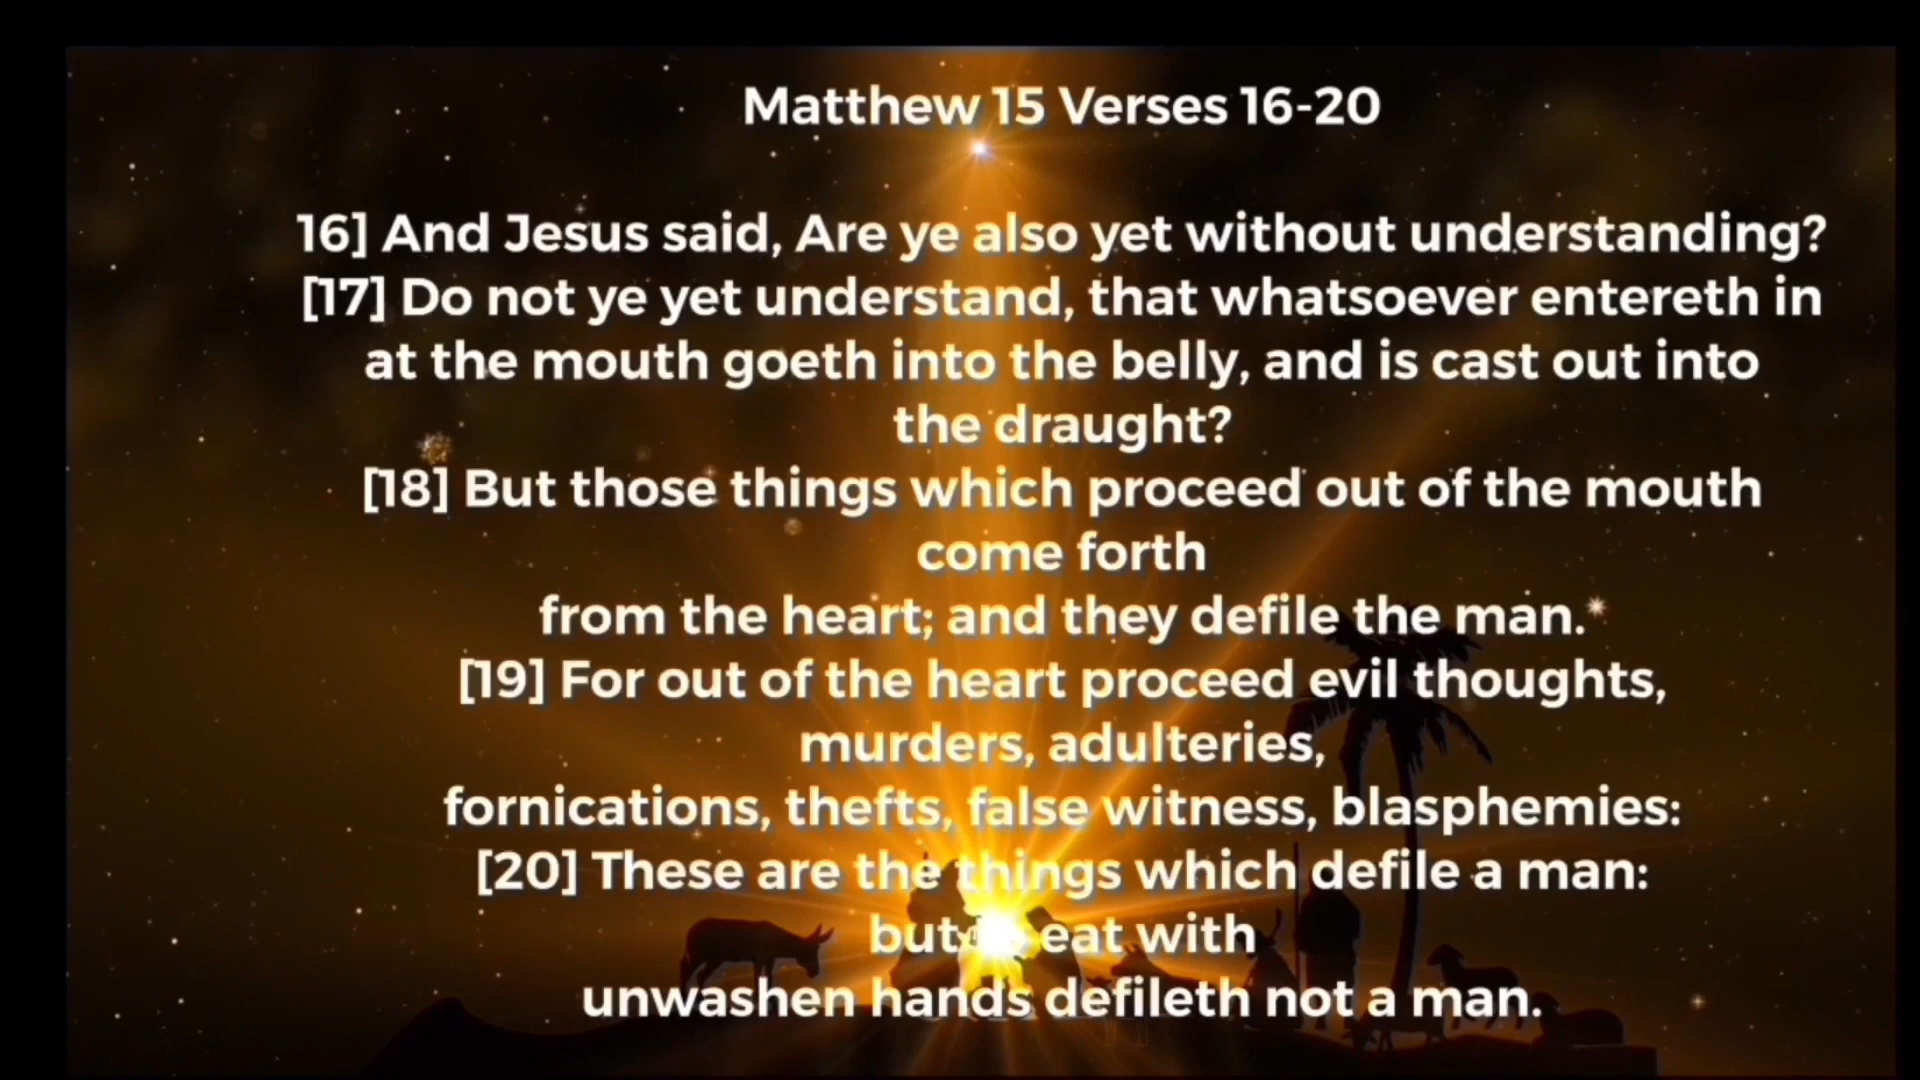 Matthew 15 Verses 16-20
16] And Jesus said, Are ye also yet without understanding?
[17] Do not ye yet understand, that whatsoever entereth in
at the mouth goeth into the belly, and is cast out into
the draught?
[18] But those things which proceed out of the mouth
come forth
from the heart; and they defile the man.
[19] For out of the heart proceed evil thoughts,
murders, adulteries,
fornications, thefts, false witness, blasphemies:
[20] These are the things which defile a man:
but eat with
unwashen hands defileth not a man.